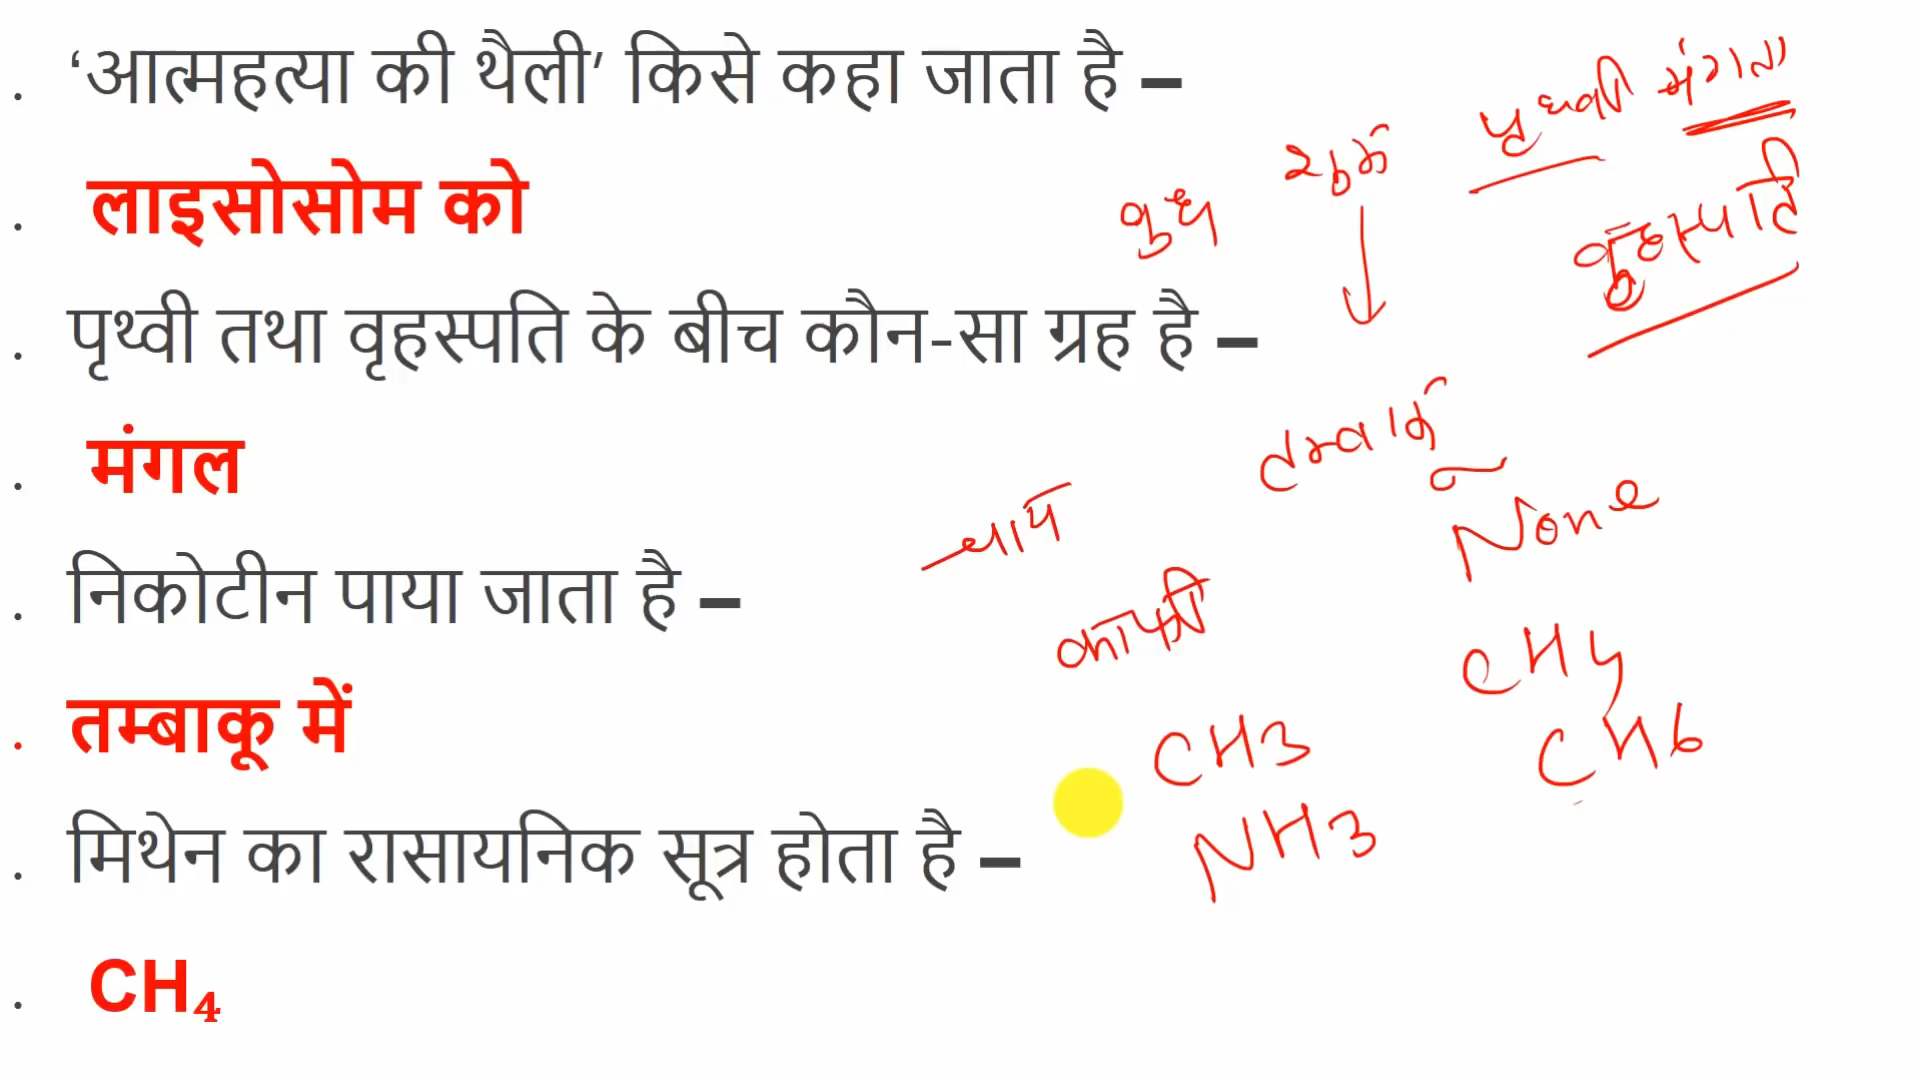 . ‘आत्महत्या की थैली’ किसे कहा जाता है –
. लाइसोसोम को
. पृथ्वी तथा वृहस्पति के बीच कौन-सा ग्रह है –
. मंगल
. निकोटीन पाया जाता है –
. तम्बाकू में
. मिथेन का रासायनिक सूत्र होता है –
. CH₄
बुध
पृथ्वी मंगल
बृहस्पति
चाय
None
कॉफी
CH4
CH3
CH6
NH3